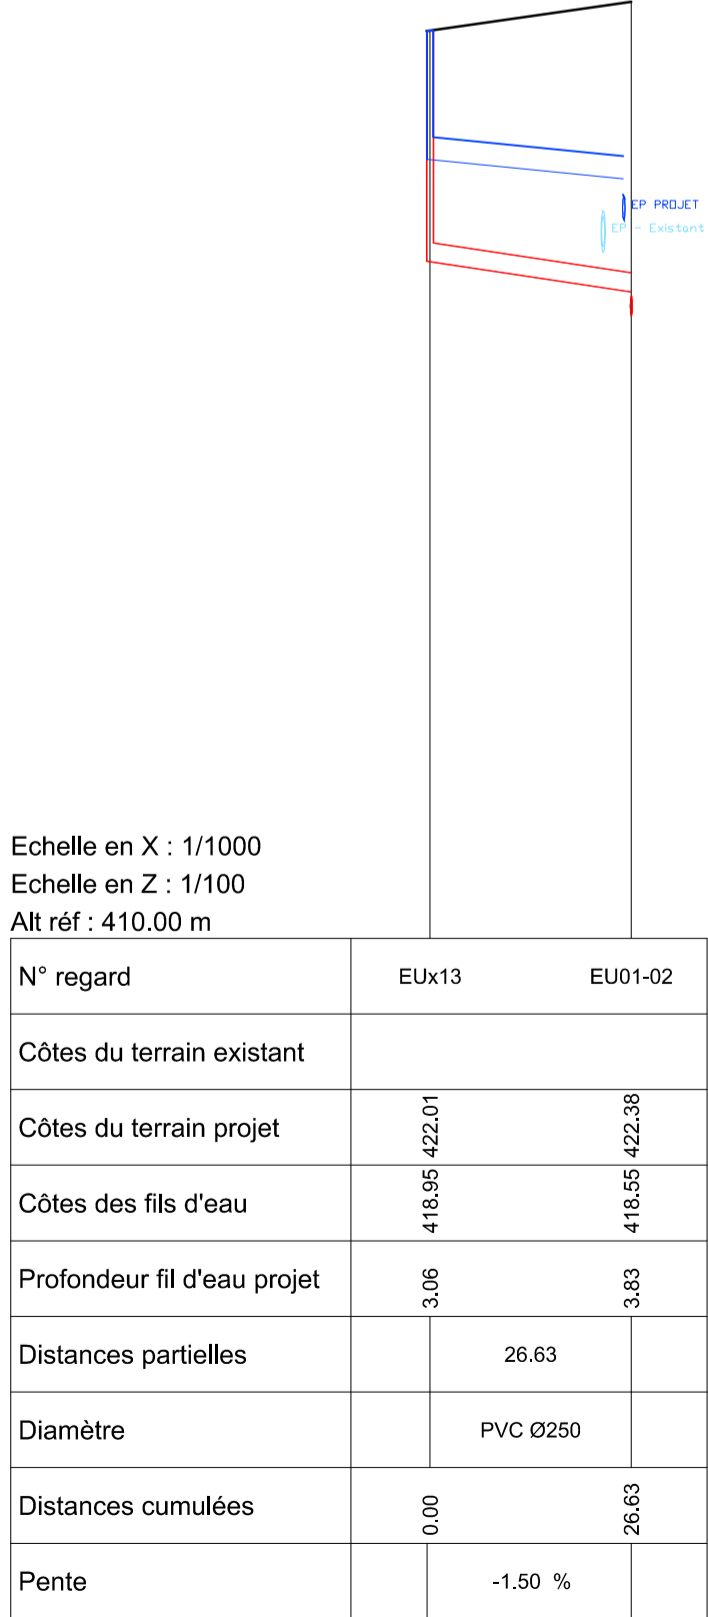 EP PROJET
EP - Existant
Echelle en X : 1/1000
Echelle en Z : 1/100
Alt réf : 410.00 m
N° regard EUx13 EU01-02
Côtes du terrain existant
Côtes du terrain projet 422.01 422.38
Côtes des fils d'eau 418.95 418.55
Profondeur fil d'eau projet 3.06 3.83
Distances partielles 26.63
Diamètre PVC Ø250
Distances cumulées 0.00 26.63
Pente -1.50 %